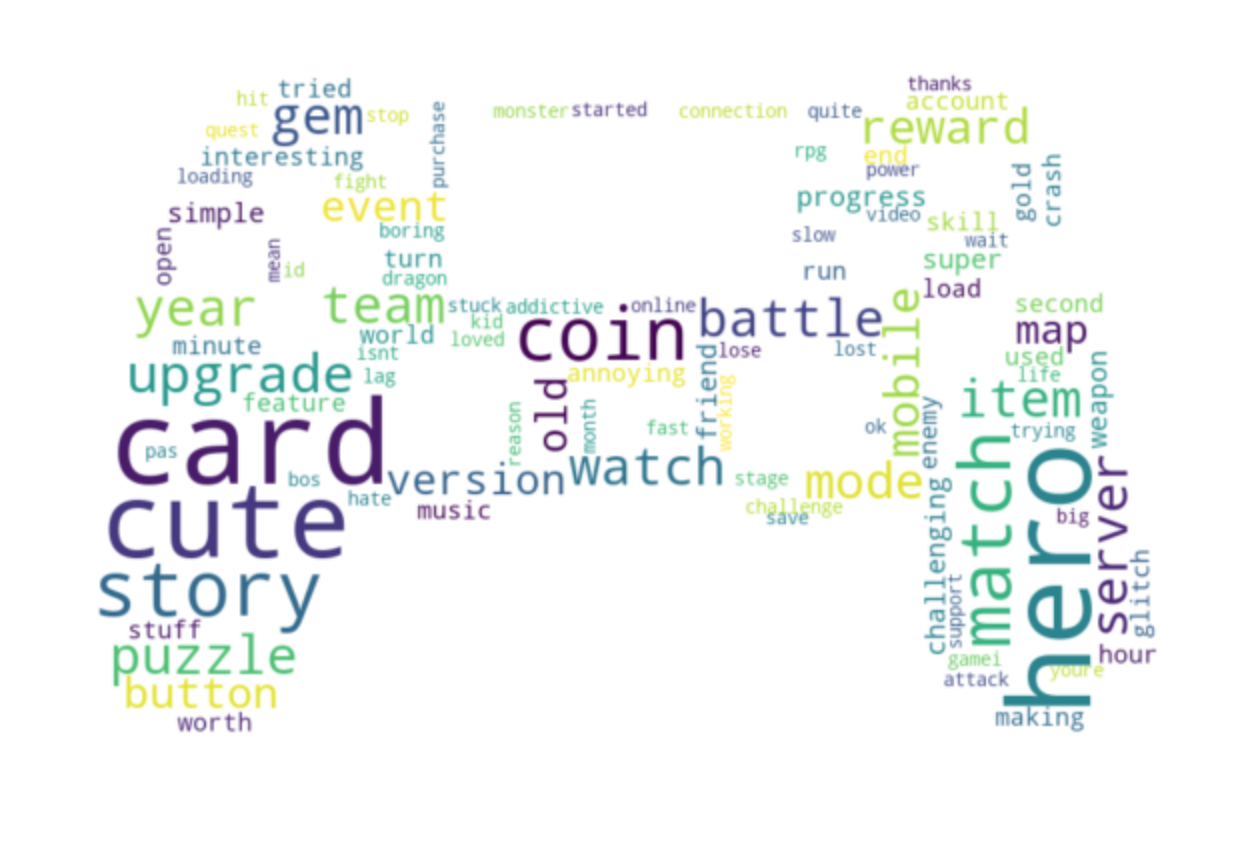 thanks
hit
tried
account
gem
stop
monster
started
connection
quite
reward
quest
purchase
interesting
rpg
end
power
loading
fight
gold
crash
simple
event
progress
video
skill
boring
slow
wait
open
mean
id
turn
dragon
run
super
load
year
team
stuck
addictive
online
battle
mobile
second
kid
coin
map
minute
world
loved
isnt
lose
lost
used
upgrade
lag
annoying
friend
working
life
feature
old
item
weapon
card
reason
month
fast
ok
enemy
trying
pas
bos
hate
version
watch
stage
mode
match
hero
server
cute
music
challenge
save
challenging
big
story
support
glitch
stuff
puzzle
gamei
hour
button
attack
youre
worth
making